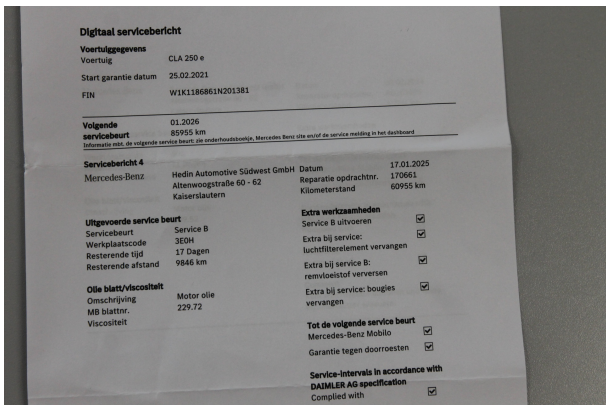 Digitaal servicebericht
Voertuiggegevens
Voertuig CLA 250 e
Start garantie datum 25.02.2021
FIN W1K1186861N201381
Volgende servicebeurt 01.2026
85955 km
Informatie mbt. de volgende service beurt: zie onderhoudsboekje, Mercedes Benz site en/of de service melding in het dashboard
Servicebericht 4
Mercedes-Benz Hedin Automotive Südwest GmbH
Altenwoogstraße 60 - 62
Kaiserslautern
Datum 17.01.2025
Reparatie opdrachtnr. 170661
Kilometerstand 60955 km
Uitgevoerde service beurt
Servicebeurt Service B
Werkplaatscode 3E0H
Resterende tijd 17 Dagen
Resterende afstand 9846 km
Olie blatt/viscositeit
Omschrijving Motor olie
MB blattnr. 229.72
Viscositeit
Extra werkzaamheden
Service B uitvoeren
Extra bij service:
luchtfilterelement vervangen
Extra bij service B:
remvloeistof verversen
Extra bij service: bougies
vervangen
Tot de volgende service beurt
Mercedes-Benz Mobilo
Garantie tegen doorroesten
Service-intervals in accordance with
DAIMLER AG specification
Complied with